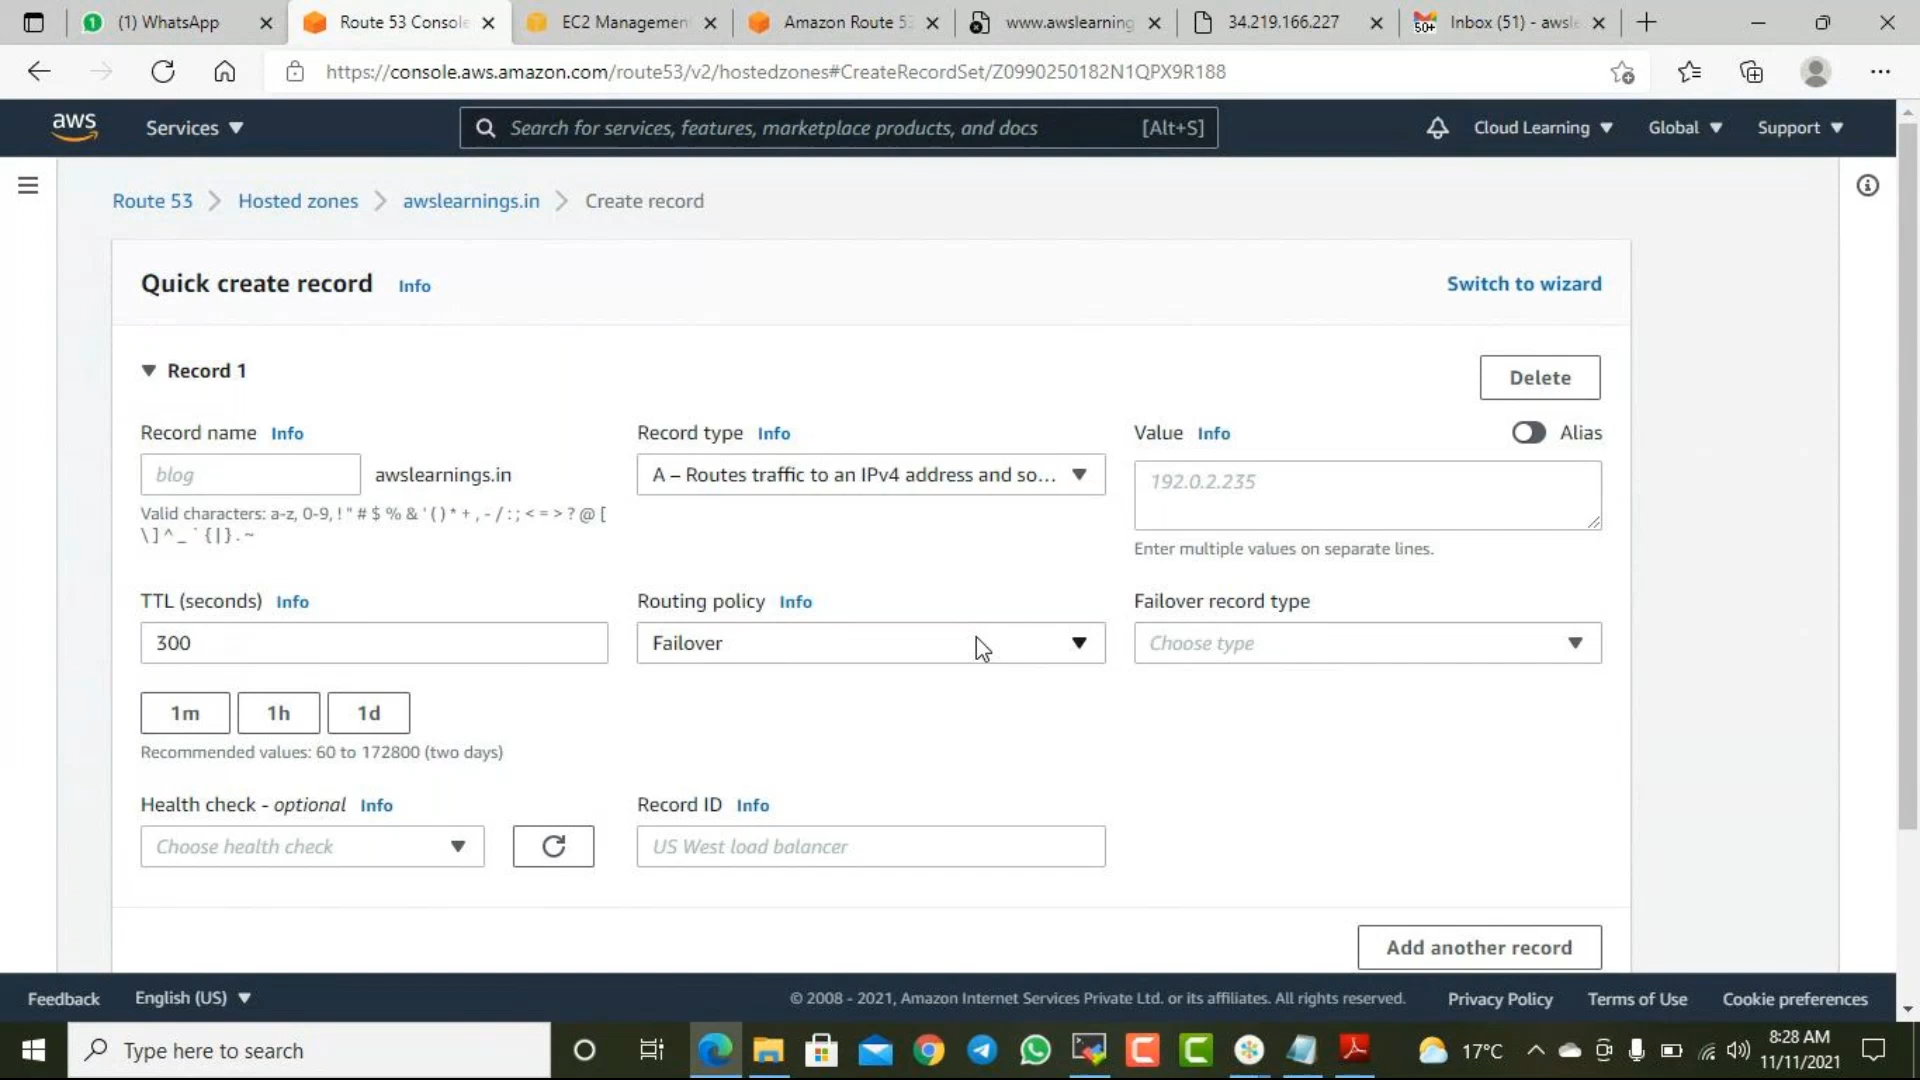 (1) WhatsApp
Route 53 Console
EC2 Managemen
Amazon Route 53
www.awslearning
34.219.166.227
50+
Inbox (51) - awsle
https://console.aws.amazon.com/route53/v2/hostedzones#CreateRecordSet/Z0990250182N1QPX9R188
aws
Services
Search for services, features, marketplace products, and docs
[Alt+S]
Cloud Learning
Global
Support
Route 53
Hosted zones
awslearnings.in
Create record
Quick create record
Info
Switch to wizard
Record 1
Delete
Record name Info
Record type Info
Value Info
Alias
blog
awslearnings.in
A – Routes traffic to an IPv4 address and so...
192.0.2.235
Valid characters: a-z, 0-9, ! " # $ % & ' ( ) * + , - / : ; < = > ? @ [
\ ] ^ _ ` { | } . ~
Enter multiple values on separate lines.
TTL (seconds) Info
Routing policy Info
Failover record type
300
Failover
Choose type
1m
1h
1d
Recommended values: 60 to 172800 (two days)
Health check - optional Info
Record ID Info
Choose health check
US West load balancer
Add another record
Feedback
English (US)
© 2008 - 2021, Amazon Internet Services Private Ltd. or its affiliates. All rights reserved.
Privacy Policy
Terms of Use
Cookie preferences
Type here to search
17°C
8:28 AM
11/11/2021